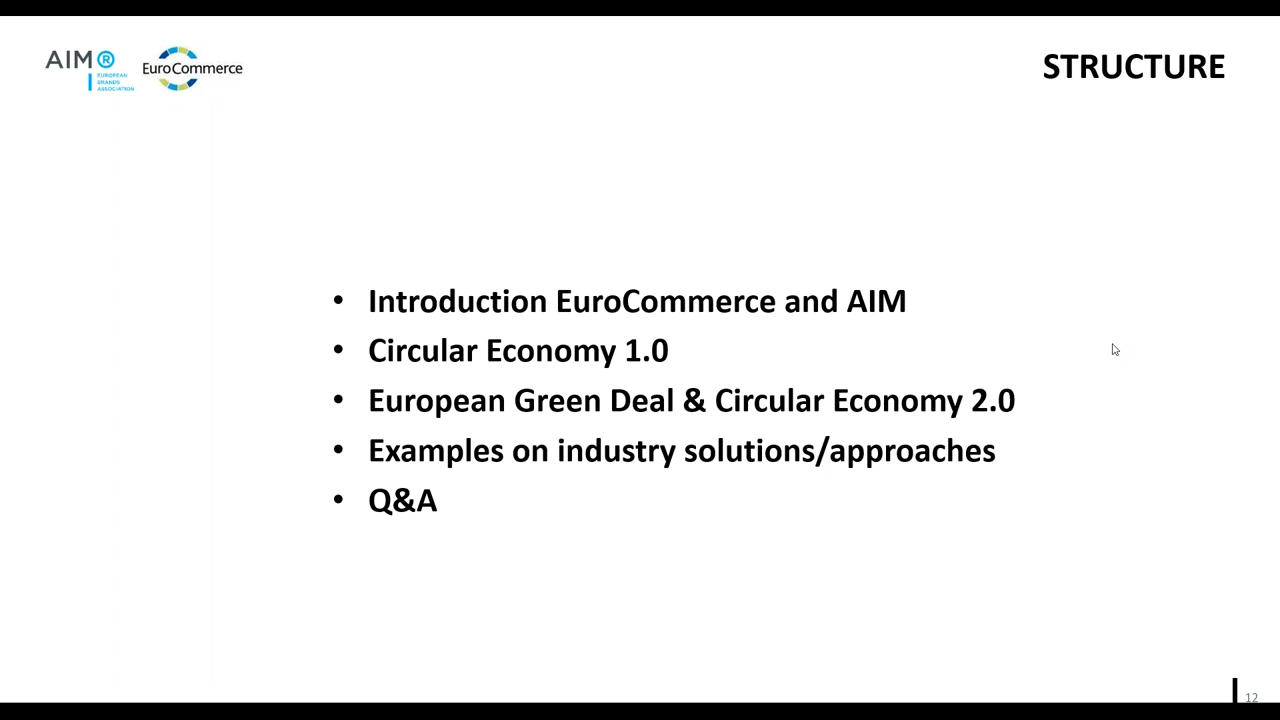 AIM®
EUROPEAN
BRANDS
ASSOCIATION
EuroCommerce
STRUCTURE
• Introduction EuroCommerce and AIM
• Circular Economy 1.0
• European Green Deal & Circular Economy 2.0
• Examples on industry solutions/approaches
• Q&A
12